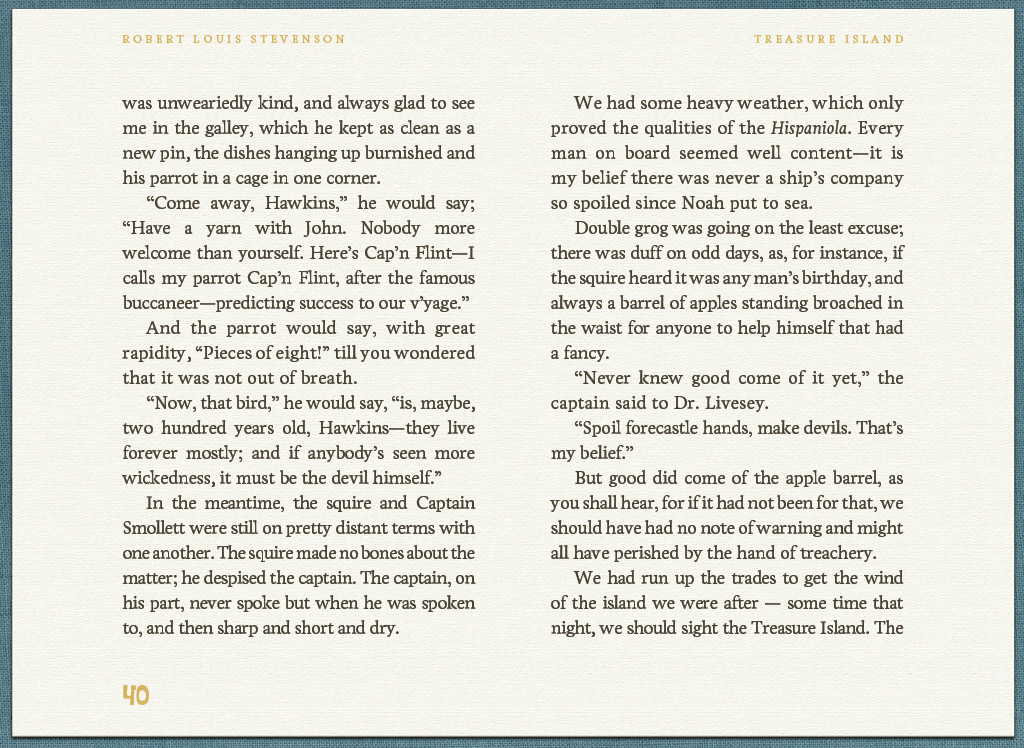 ROBERT LOUIS STEVENSON
TREASURE ISLAND
was unweariedly kind, and always glad to see
me in the galley, which he kept as clean as a
new pin, the dishes hanging up burnished and
his parrot in a cage in one corner.
“Come away, Hawkins,” he would say;
“Have a yarn with John. Nobody more
welcome than yourself. Here’s Cap’n Flint—I
calls my parrot Cap’n Flint, after the famous
buccaneer—predicting success to our v’yage.”
And the parrot would say, with great
rapidity, “Pieces of eight!” till you wondered
that it was not out of breath.
“Now, that bird,” he would say, “is, maybe,
two hundred years old, Hawkins—they live
forever mostly; and if anybody’s seen more
wickedness, it must be the devil himself.”
In the meantime, the squire and Captain
Smollett were still on pretty distant terms with
one another. The squire made no bones about the
matter; he despised the captain. The captain, on
his part, never spoke but when he was spoken
to, and then sharp and short and dry.
We had some heavy weather, which only
proved the qualities of the Hispaniola. Every
man on board seemed well content—it is
my belief there was never a ship’s company
so spoiled since Noah put to sea.
Double grog was going on the least excuse;
there was duff on odd days, as, for instance, if
the squire heard it was any man’s birthday, and
always a barrel of apples standing broached in
the waist for anyone to help himself that had
a fancy.
“Never knew good come of it yet,” the
captain said to Dr. Livesey.
“Spoil forecastle hands, make devils. That’s
my belief.”
But good did come of the apple barrel, as
you shall hear, for if it had not been for that, we
should have had no note of warning and might
all have perished by the hand of treachery.
We had run up the trades to get the wind
of the island we were after — some time that
night, we should sight the Treasure Island. The
40